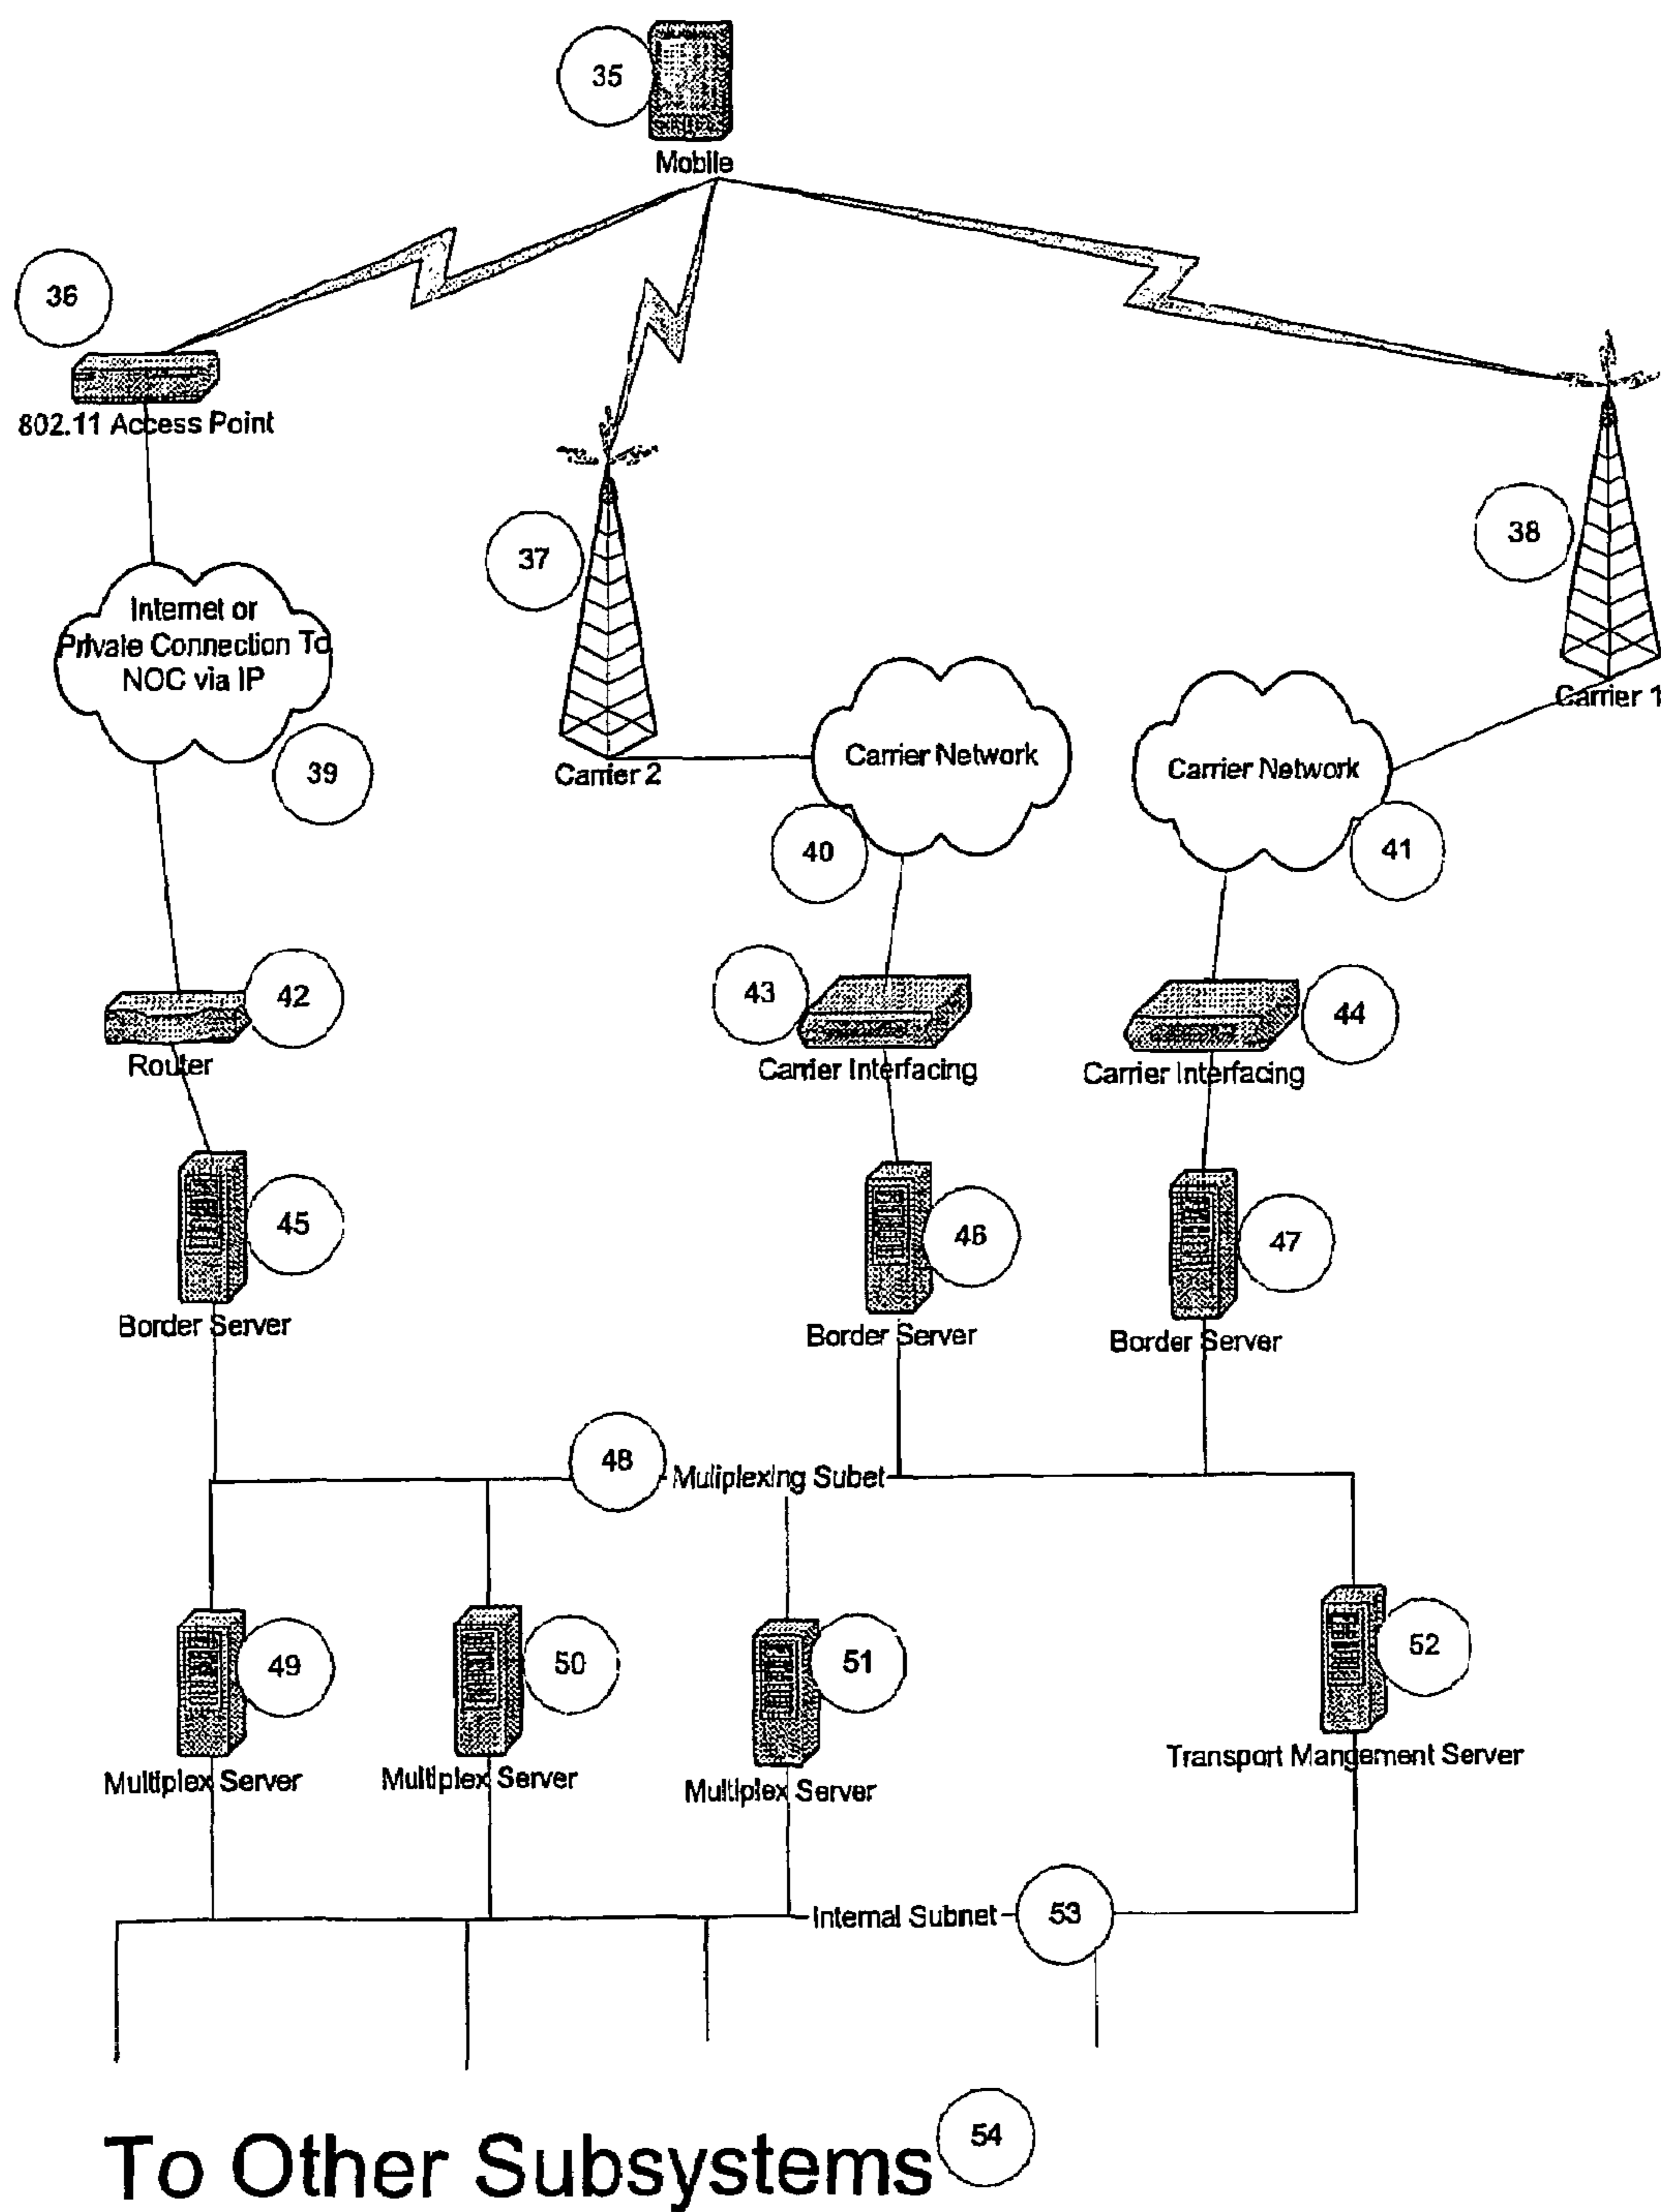 35
Mobile
36
802.11 Access Point
37
38
Internet or
Private Connection To
NOC via IP
39
Carrier 2
Carrier Network
40
Carrier Network
41
Carrier 1
42
Router
43
Carrier Interfacing
44
Carrier Interfacing
45
Border Server
46
Border Server
47
Border Server
48
Muliplexing Subet
49
Multiplex Server
50
Multiplex Server
51
Multiplex Server
52
Transport Mangement Server
Internal Subnet
53
To Other Subsystems
54